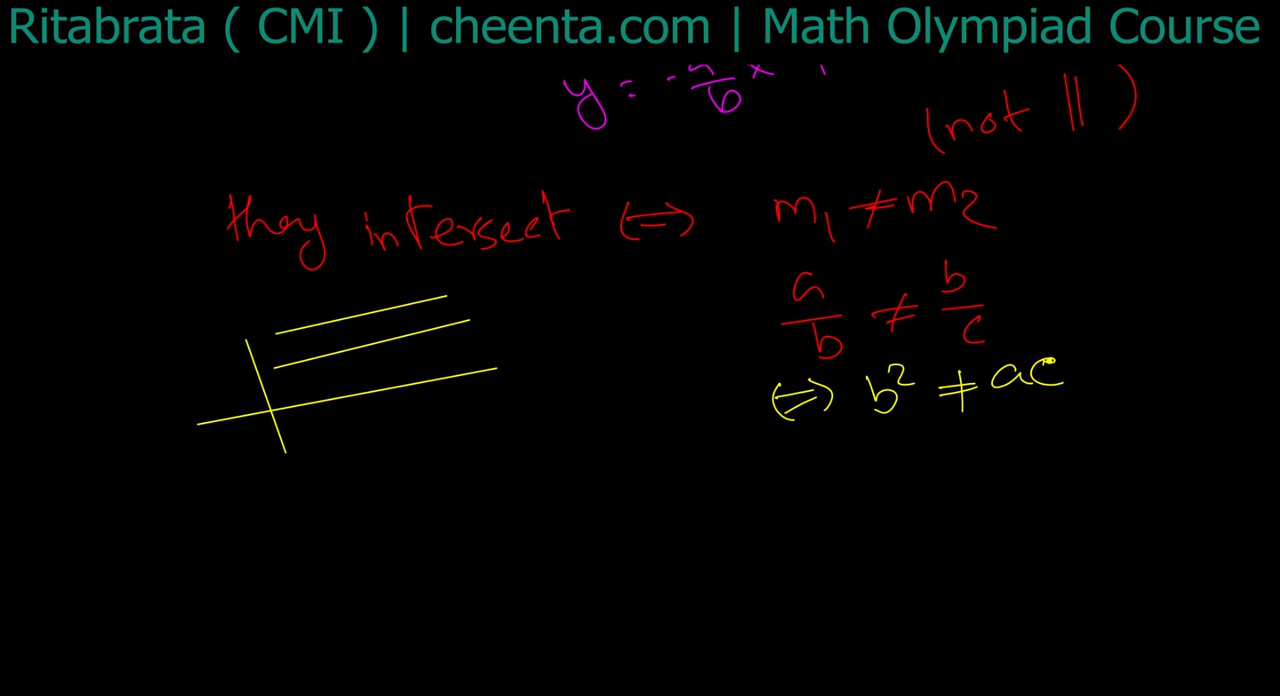 Ritabrata ( CMI ) | cheenta.com | Math Olympiad Course
y = -a/b x
(not ||)
they intersect ⇔ m₁ ≠ m₂
a/b ≠ b/c
⇔ b² ≠ ac